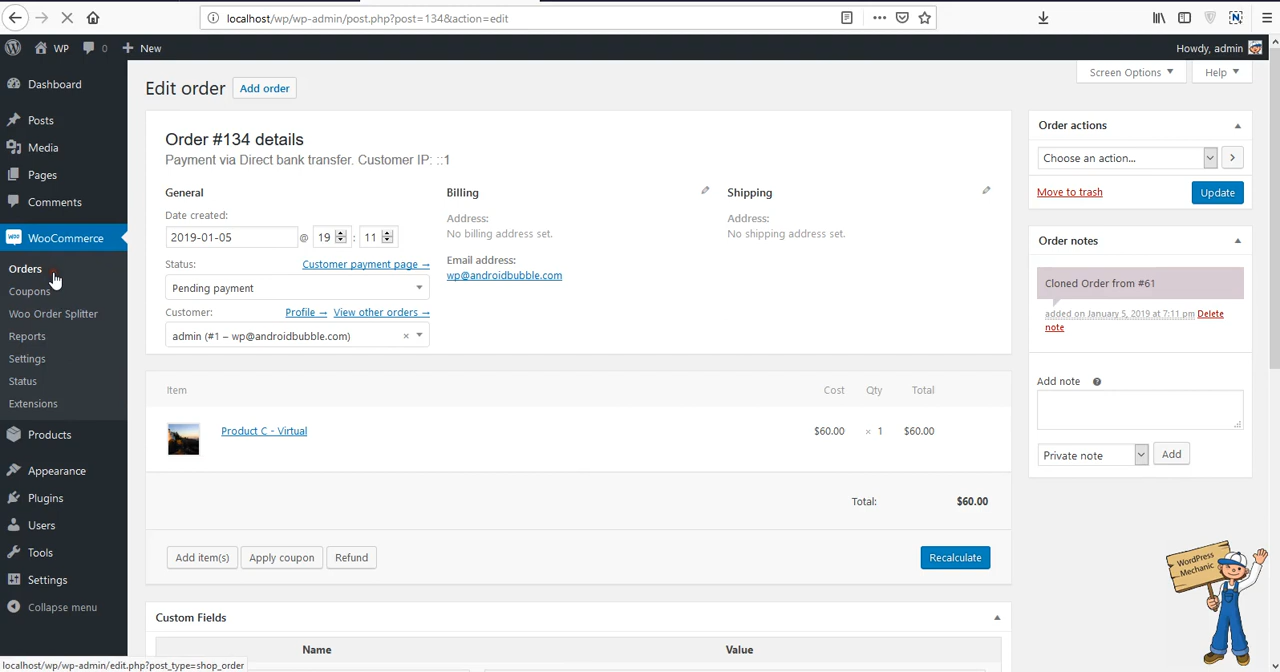 localhost/wp/wp-admin/post.php?post=134&action=edit
WP 0 New Howdy, admin
Dashboard
Posts
Media
Pages
Comments
WooCommerce
Orders
Coupons
Woo Order Splitter
Reports
Settings
Status
Extensions
Products
Appearance
Plugins
Users
Tools
Settings
Collapse menu
Screen Options Help
Edit order Add order
Order #134 details
Payment via Direct bank transfer. Customer IP: ::1
General
Date created:
2019-01-05 @ 19 : 11
Status: Customer payment page →
Pending payment
Customer: Profile → View other orders →
admin (#1 – wp@androidbubble.com) ×
Billing
Address:
No billing address set.
Email address:
wp@androidbubble.com
Shipping
Address:
No shipping address set.
Item Cost Qty Total
Product C - Virtual $60.00 × 1 $60.00
Total: $60.00
Add item(s) Apply coupon Refund Recalculate
Custom Fields
Name Value
Order actions
Choose an action...
Move to trash Update
Order notes
Cloned Order from #61
added on January 5, 2019 at 7:11 pm Delete
note
Add note
Private note Add
WordPress
Mechanic
localhost/wp/wp-admin/edit.php?post_type=shop_order